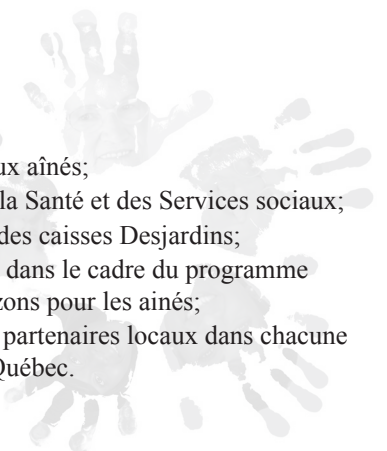 ux aînés;
la Santé et des Services sociaux;
des caisses Desjardins;
dans le cadre du programme
zons pour les ainés;
partenaires locaux dans chacune
Québec.